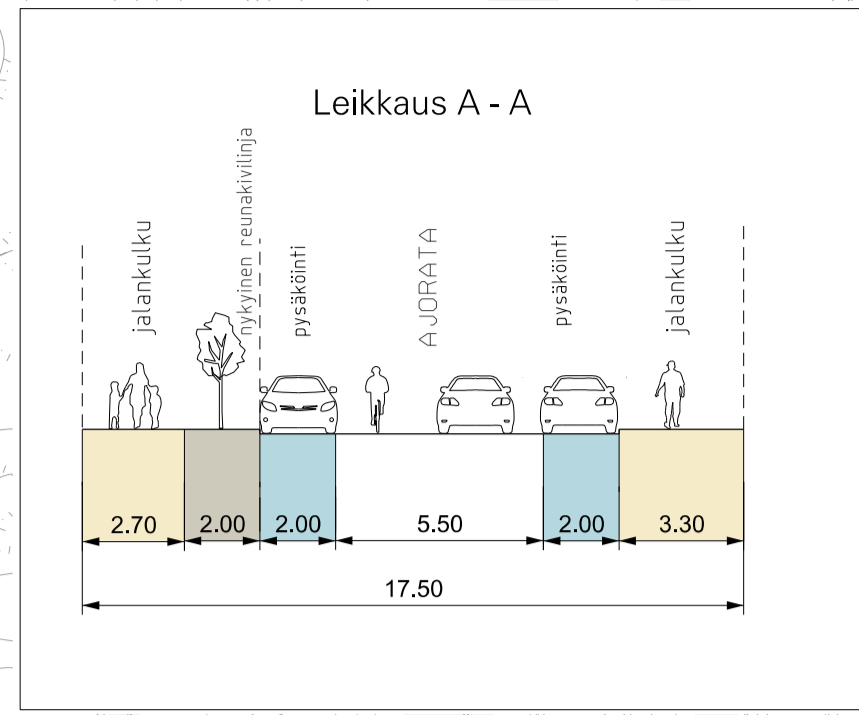 Leikkaus A - A
jalankulku
nykyinen reunakivilinja
pysäköinti
AJORATA
pysäköinti
jalankulku
2.70
2.00
2.00
5.50
2.00
3.30
17.50